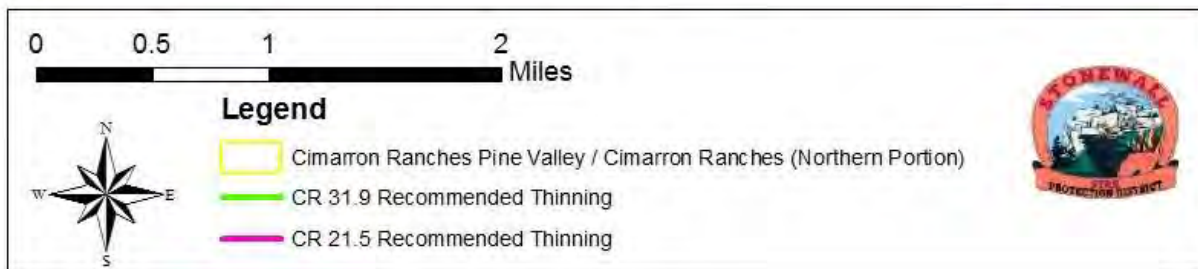 0 0.5 1 2
Miles
Legend
N
W E
S
Cimarron Ranches Pine Valley / Cimarron Ranches (Northern Portion)
CR 31.9 Recommended Thinning
CR 21.5 Recommended Thinning
STONEWALL
FIRE
PROTECTION DISTRICT